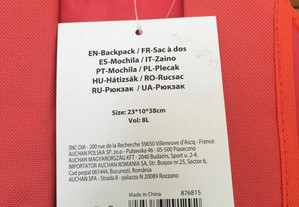 EN-Backpack / FR-Sac à dos
ES-Mochila / IT-Zaino
PT-Mochila / PL-Plecak
HU-Hátizsák / RO-Rucsac
RU-Рюкзак / UA-Рюкзак
Size: 23*10*38cm
Vol: 8L
SNC OIA - 200 rue de la Recherche 59650 Villeneuve d'Ascq - France
AUCHAN POLSKA SP. zo.o - Puławska 46 - 05-500 Piaseczno
AUCHAN MAGYARORSZÁG KFT - 2040 Budaörs, Sport u. 2-4.
IMPORTATOR AUCHAN ROMANIA SA, Str. Brașov nr.25, Sector 6,
Cod poștal 061444, București, România
AUCHAN SPA - Strada 8 - palazzo N 20089 Rozzano
Made in China
876815